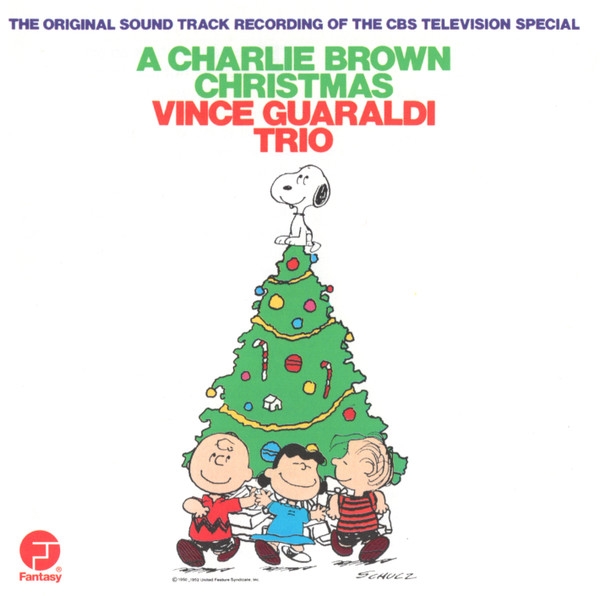 THE ORIGINAL SOUND TRACK RECORDING OF THE CBS TELEVISION SPECIAL
A CHARLIE BROWN
CHRISTMAS
VINCE GUARALDI
TRIO
SCHULZ
Fantasy®